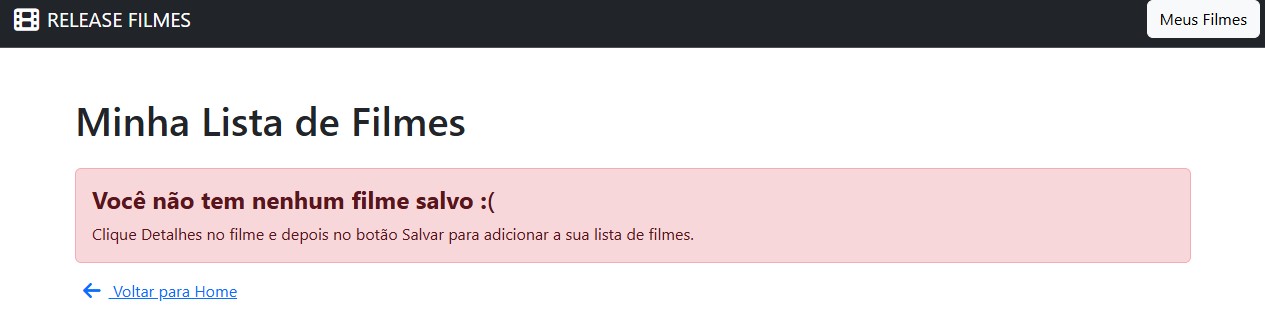 RELEASE FILMES
Meus Filmes
Minha Lista de Filmes
Você não tem nenhum filme salvo :(
Clique Detalhes no filme e depois no botão Salvar para adicionar a sua lista de filmes.
Voltar para Home